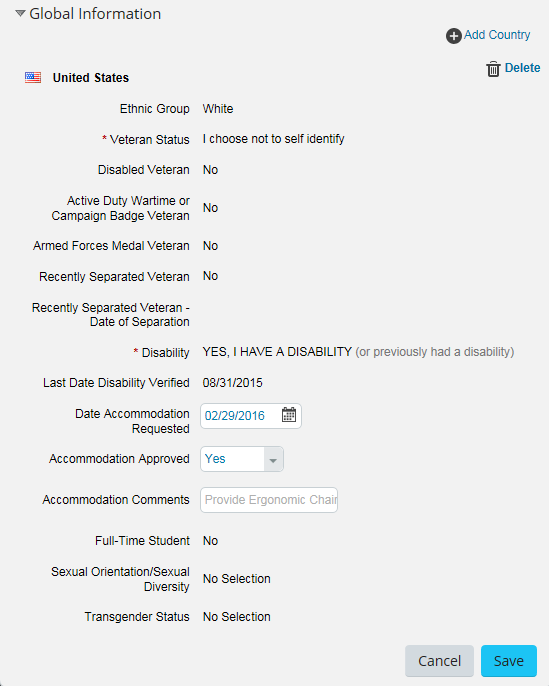 Global Information
Add Country
Delete
United States
Ethnic Group White
* Veteran Status I choose not to self identify
Disabled Veteran No
Active Duty Wartime or
Campaign Badge Veteran No
Armed Forces Medal Veteran No
Recently Separated Veteran No
Recently Separated Veteran -
Date of Separation
* Disability YES, I HAVE A DISABILITY (or previously had a disability)
Last Date Disability Verified 08/31/2015
Date Accommodation
Requested 02/29/2016
Accommodation Approved Yes
Accommodation Comments Provide Ergonomic Chair
Full-Time Student No
Sexual Orientation/Sexual
Diversity No Selection
Transgender Status No Selection
Cancel Save